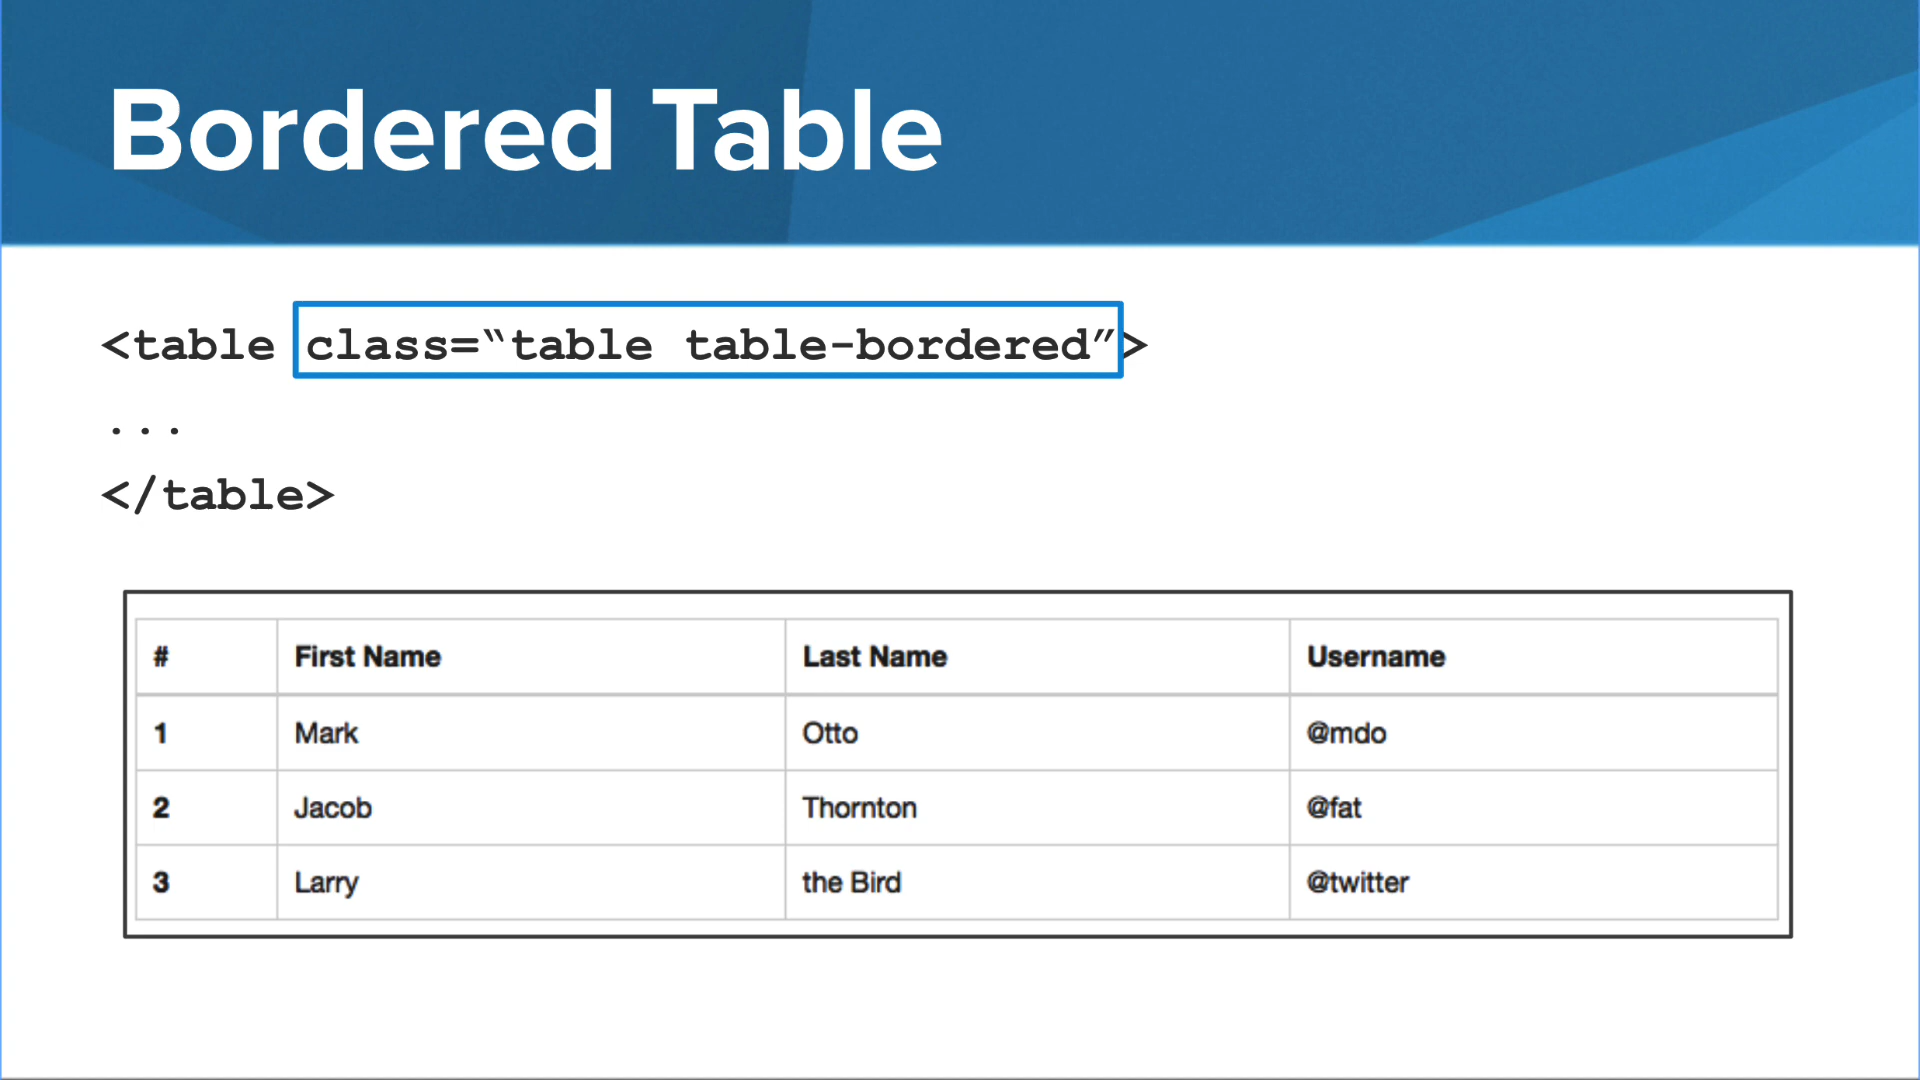 Bordered Table
<table class=“table table-bordered”>
...
</table>
# First Name Last Name Username
1 Mark Otto @mdo
2 Jacob Thornton @fat
3 Larry the Bird @twitter